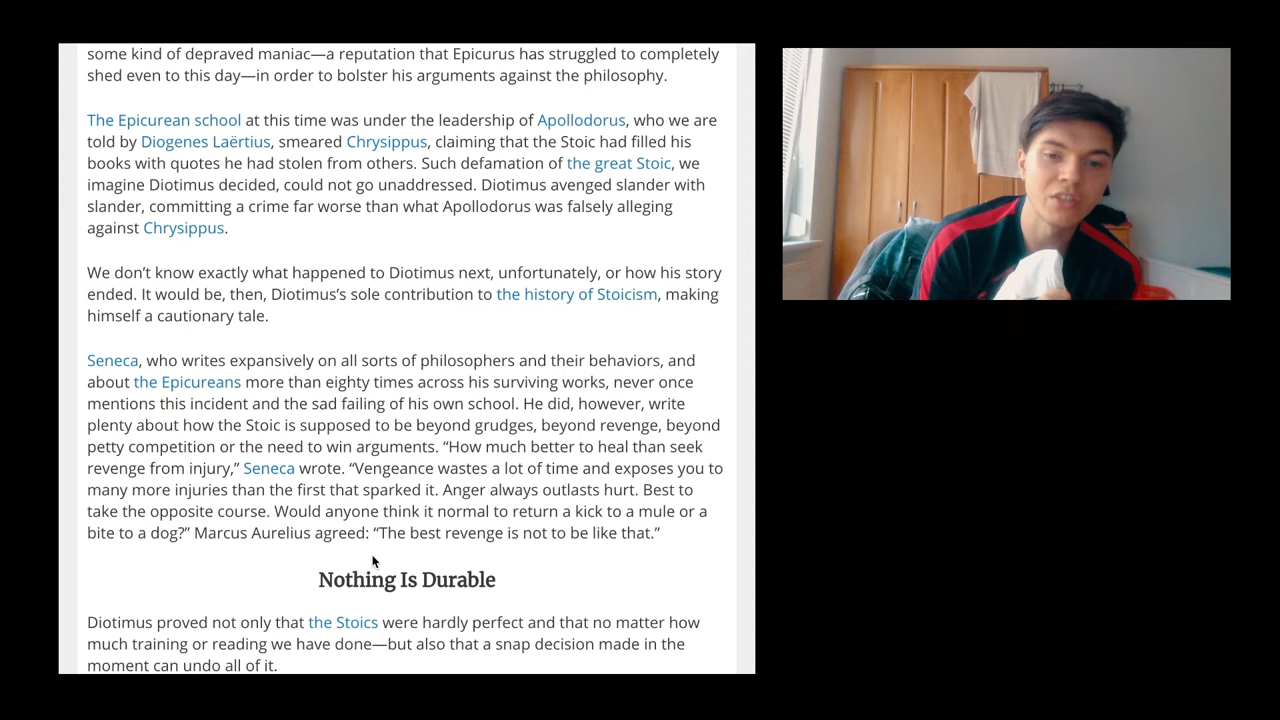 some kind of depraved maniac—a reputation that Epicurus has struggled to completely
shed even to this day—in order to bolster his arguments against the philosophy.
The Epicurean school at this time was under the leadership of Apollodorus, who we are
told by Diogenes Laërtius, smeared Chrysippus, claiming that the Stoic had filled his
books with quotes he had stolen from others. Such defamation of the great Stoic, we
imagine Diotimus decided, could not go unaddressed. Diotimus avenged slander with
slander, committing a crime far worse than what Apollodorus was falsely alleging
against Chrysippus.
We don’t know exactly what happened to Diotimus next, unfortunately, or how his story
ended. It would be, then, Diotimus’s sole contribution to the history of Stoicism, making
himself a cautionary tale.
Seneca, who writes expansively on all sorts of philosophers and their behaviors, and
about the Epicureans more than eighty times across his surviving works, never once
mentions this incident and the sad failing of his own school. He did, however, write
plenty about how the Stoic is supposed to be beyond grudges, beyond revenge, beyond
petty competition or the need to win arguments. “How much better to heal than seek
revenge from injury,” Seneca wrote. “Vengeance wastes a lot of time and exposes you to
many more injuries than the first that sparked it. Anger always outlasts hurt. Best to
take the opposite course. Would anyone think it normal to return a kick to a mule or a
bite to a dog?” Marcus Aurelius agreed: “The best revenge is not to be like that.”
Nothing Is Durable
Diotimus proved not only that the Stoics were hardly perfect and that no matter how
much training or reading we have done—but also that a snap decision made in the
moment can undo all of it.